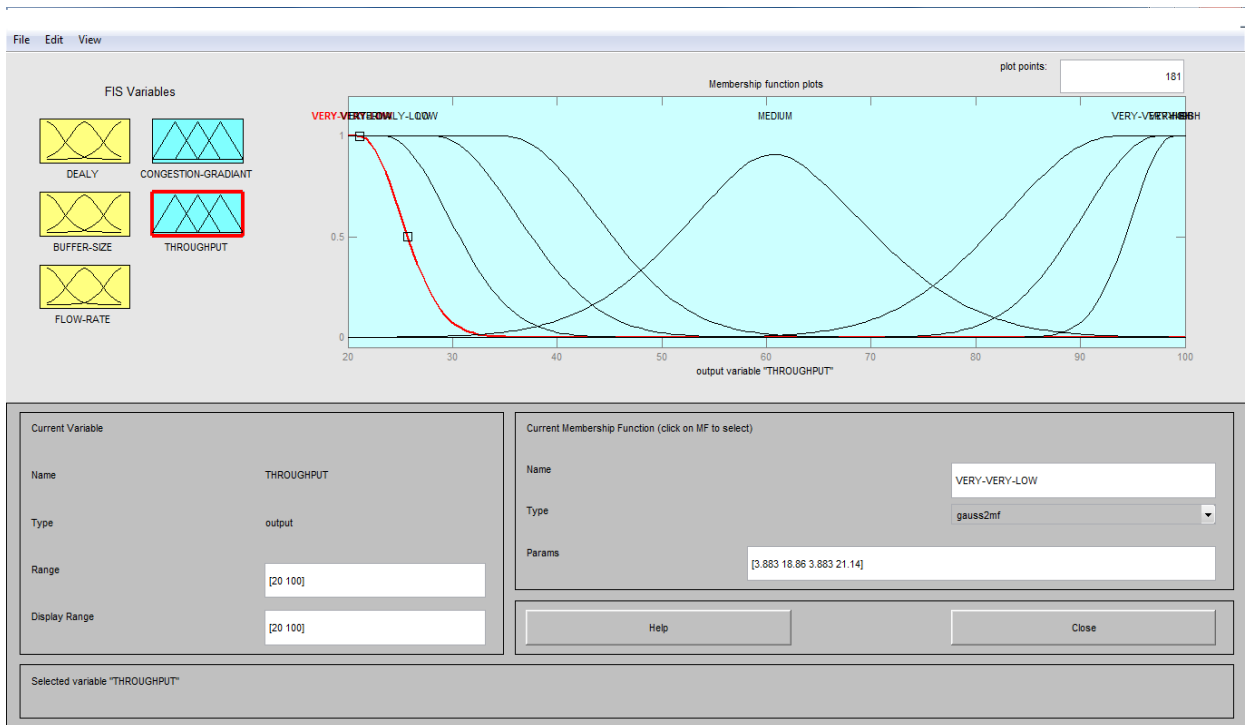 File Edit View
plot points:
181
FIS Variables
Membership function plots
DEALY
CONGESTION-GRADIANT
BUFFER-SIZE
THROUGHPUT
FLOW-RATE
MEDIUM
1
0.5
0
20 30 40 50 60 70 80 90 100
output variable "THROUGHPUT"
Current Variable
Name
THROUGHPUT
Type
output
Range
[20 100]
Display Range
[20 100]
Current Membership Function (click on MF to select)
Name
VERY-VERY-LOW
Type
gauss2mf
Params
[3.883 18.86 3.883 21.14]
Help
Close
Selected variable "THROUGHPUT"